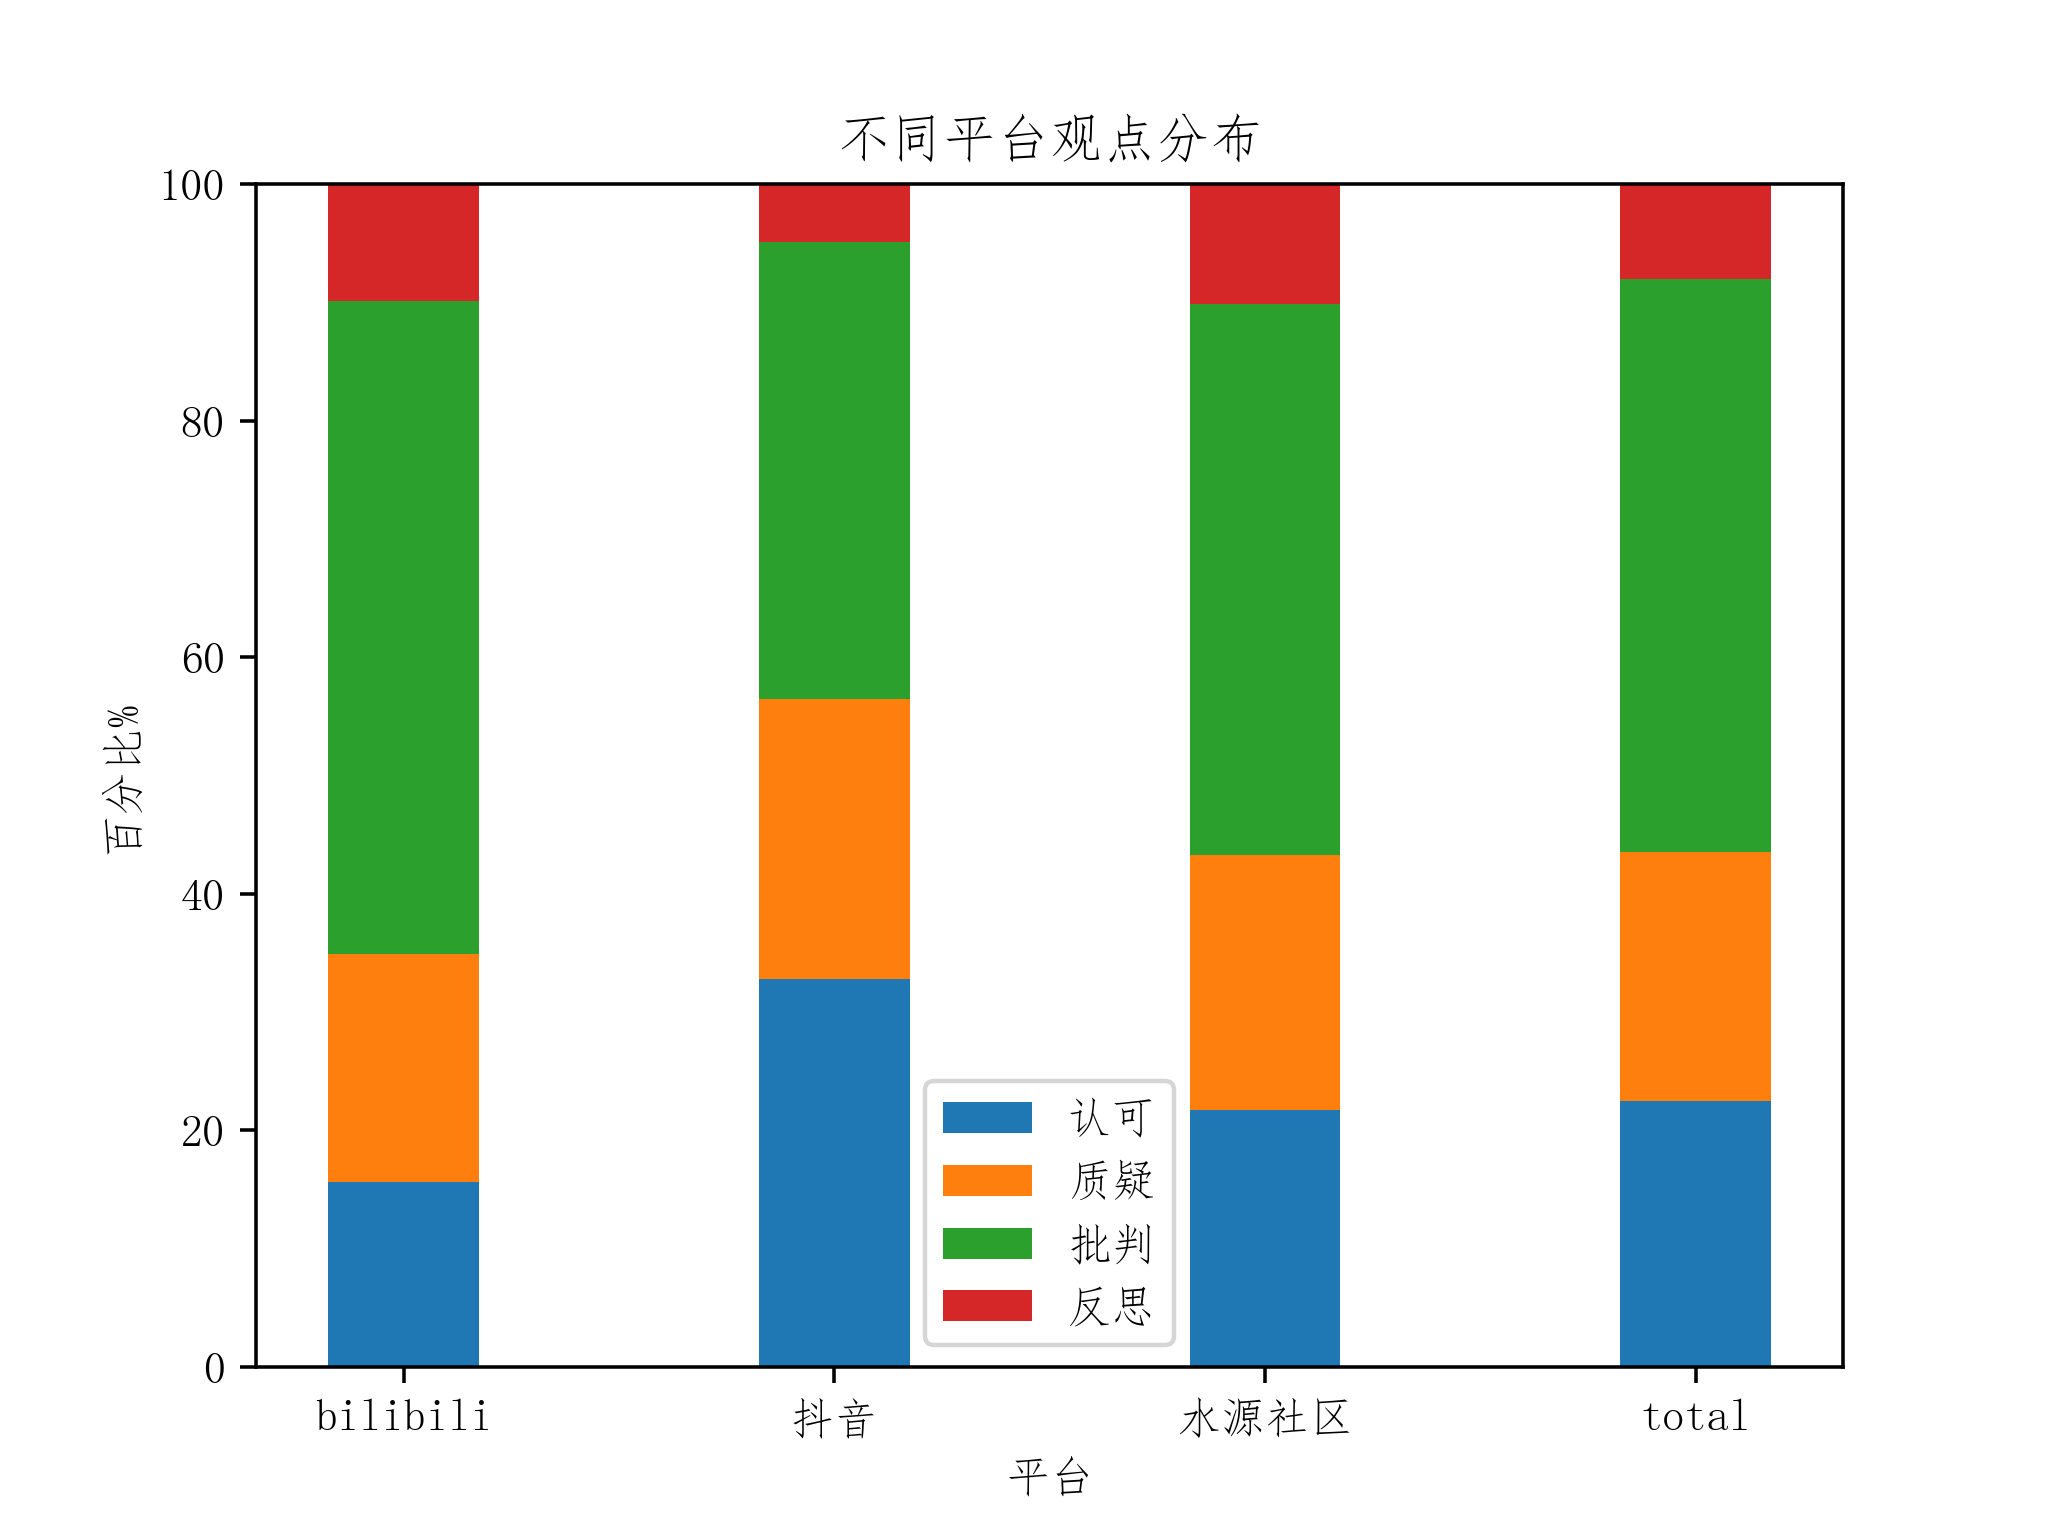 不同平台观点分布
100
80
60
40
20
0
百分比%
认可
质疑
批判
反思
bilibili 抖音 水源社区 total
平台